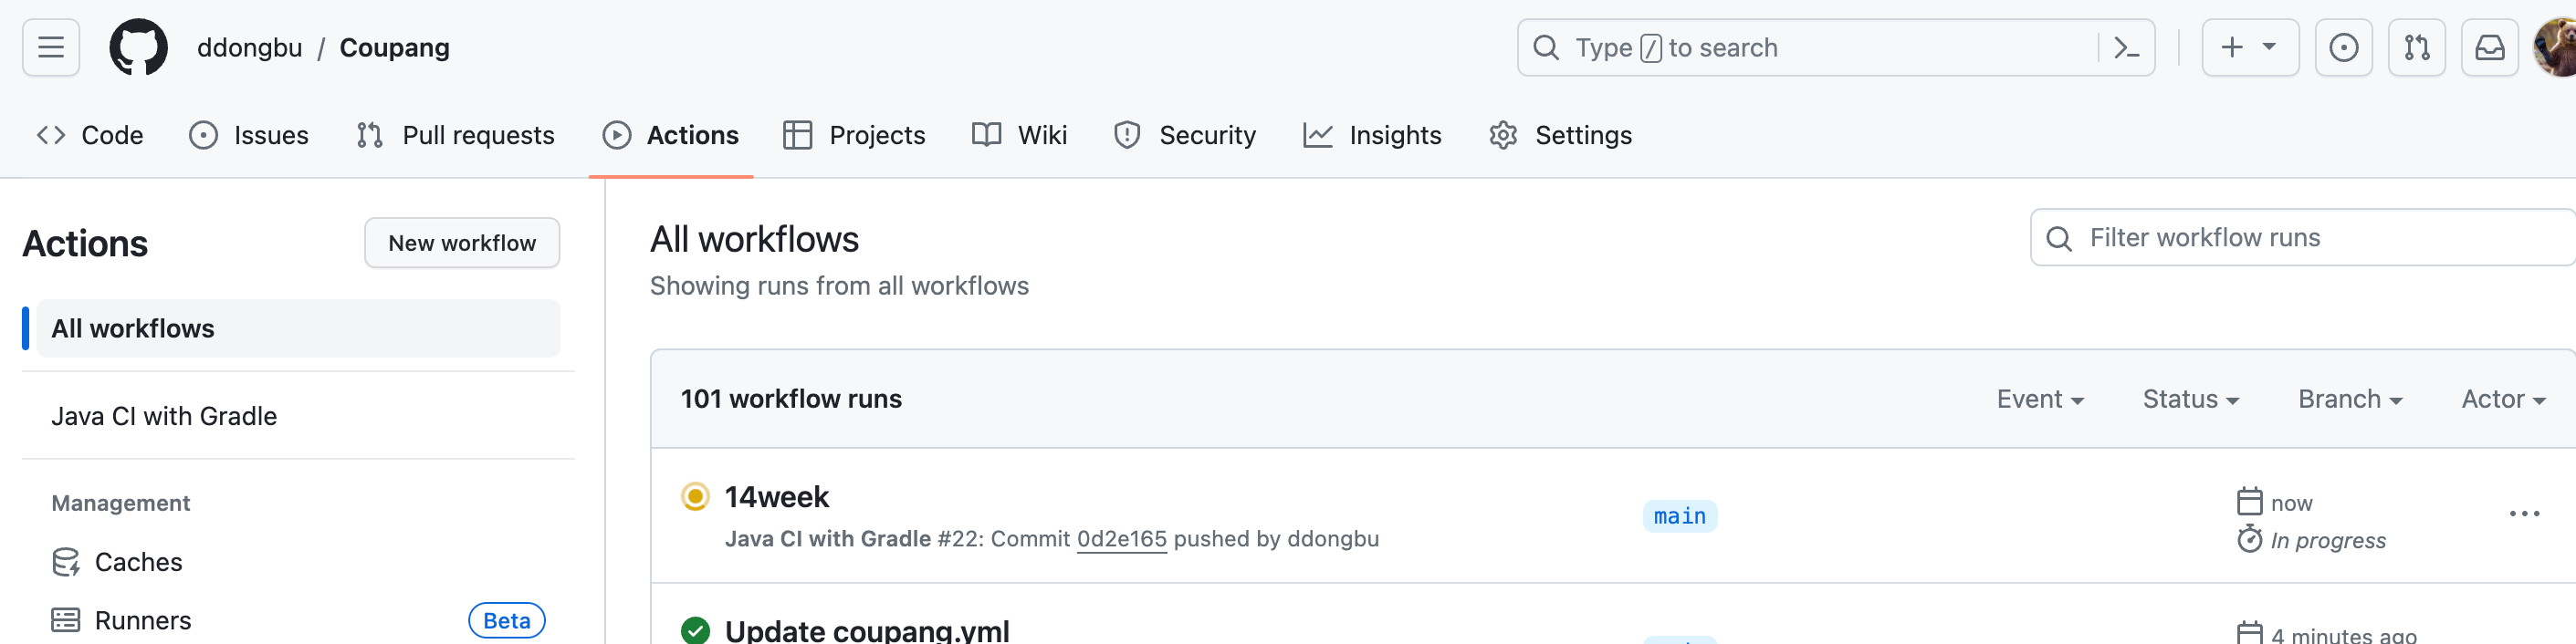 ddongbu / Coupang
Type / to search
Code Issues Pull requests Actions Projects Wiki Security Insights Settings
Actions
New workflow
All workflows
Java CI with Gradle
Management
Caches
Runners
Beta
All workflows
Showing runs from all workflows
Filter workflow runs
101 workflow runs
Event Status Branch Actor
14week
Java CI with Gradle #22: Commit 0d2e165 pushed by ddongbu
main
now
In progress
Update coupang.yml
4 minutes ago